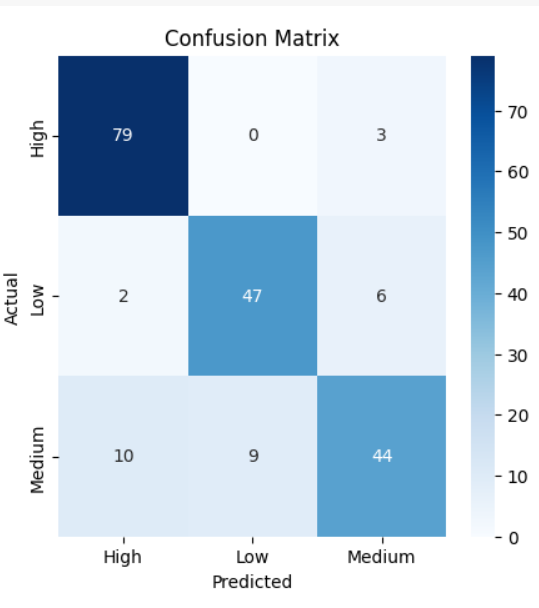 Confusion Matrix
High 79 0 3
Low 2 47 6
Medium 10 9 44
High Low Medium
Predicted
Actual
70
60
50
40
30
20
10
0